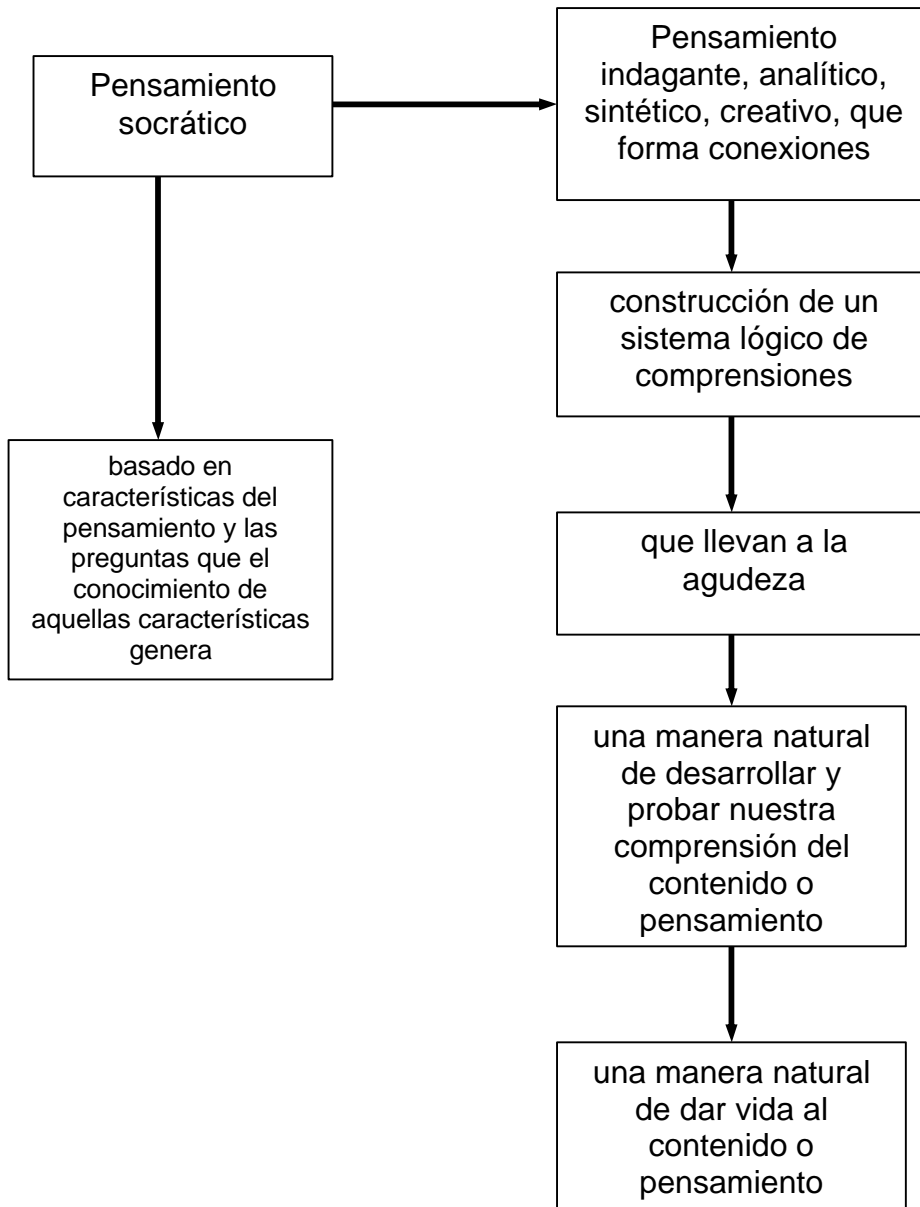 Pensamiento
socrático
Pensamiento
indagante, analítico,
sintético, creativo, que
forma conexiones
construcción de un
sistema lógico de
comprensiones
basado en
características del
pensamiento y las
preguntas que el
conocimiento de
aquellas características
genera
que llevan a la
agudeza
una manera natural
de desarrollar y
probar nuestra
comprensión del
contenido o
pensamiento
una manera natural
de dar vida al
contenido o
pensamiento